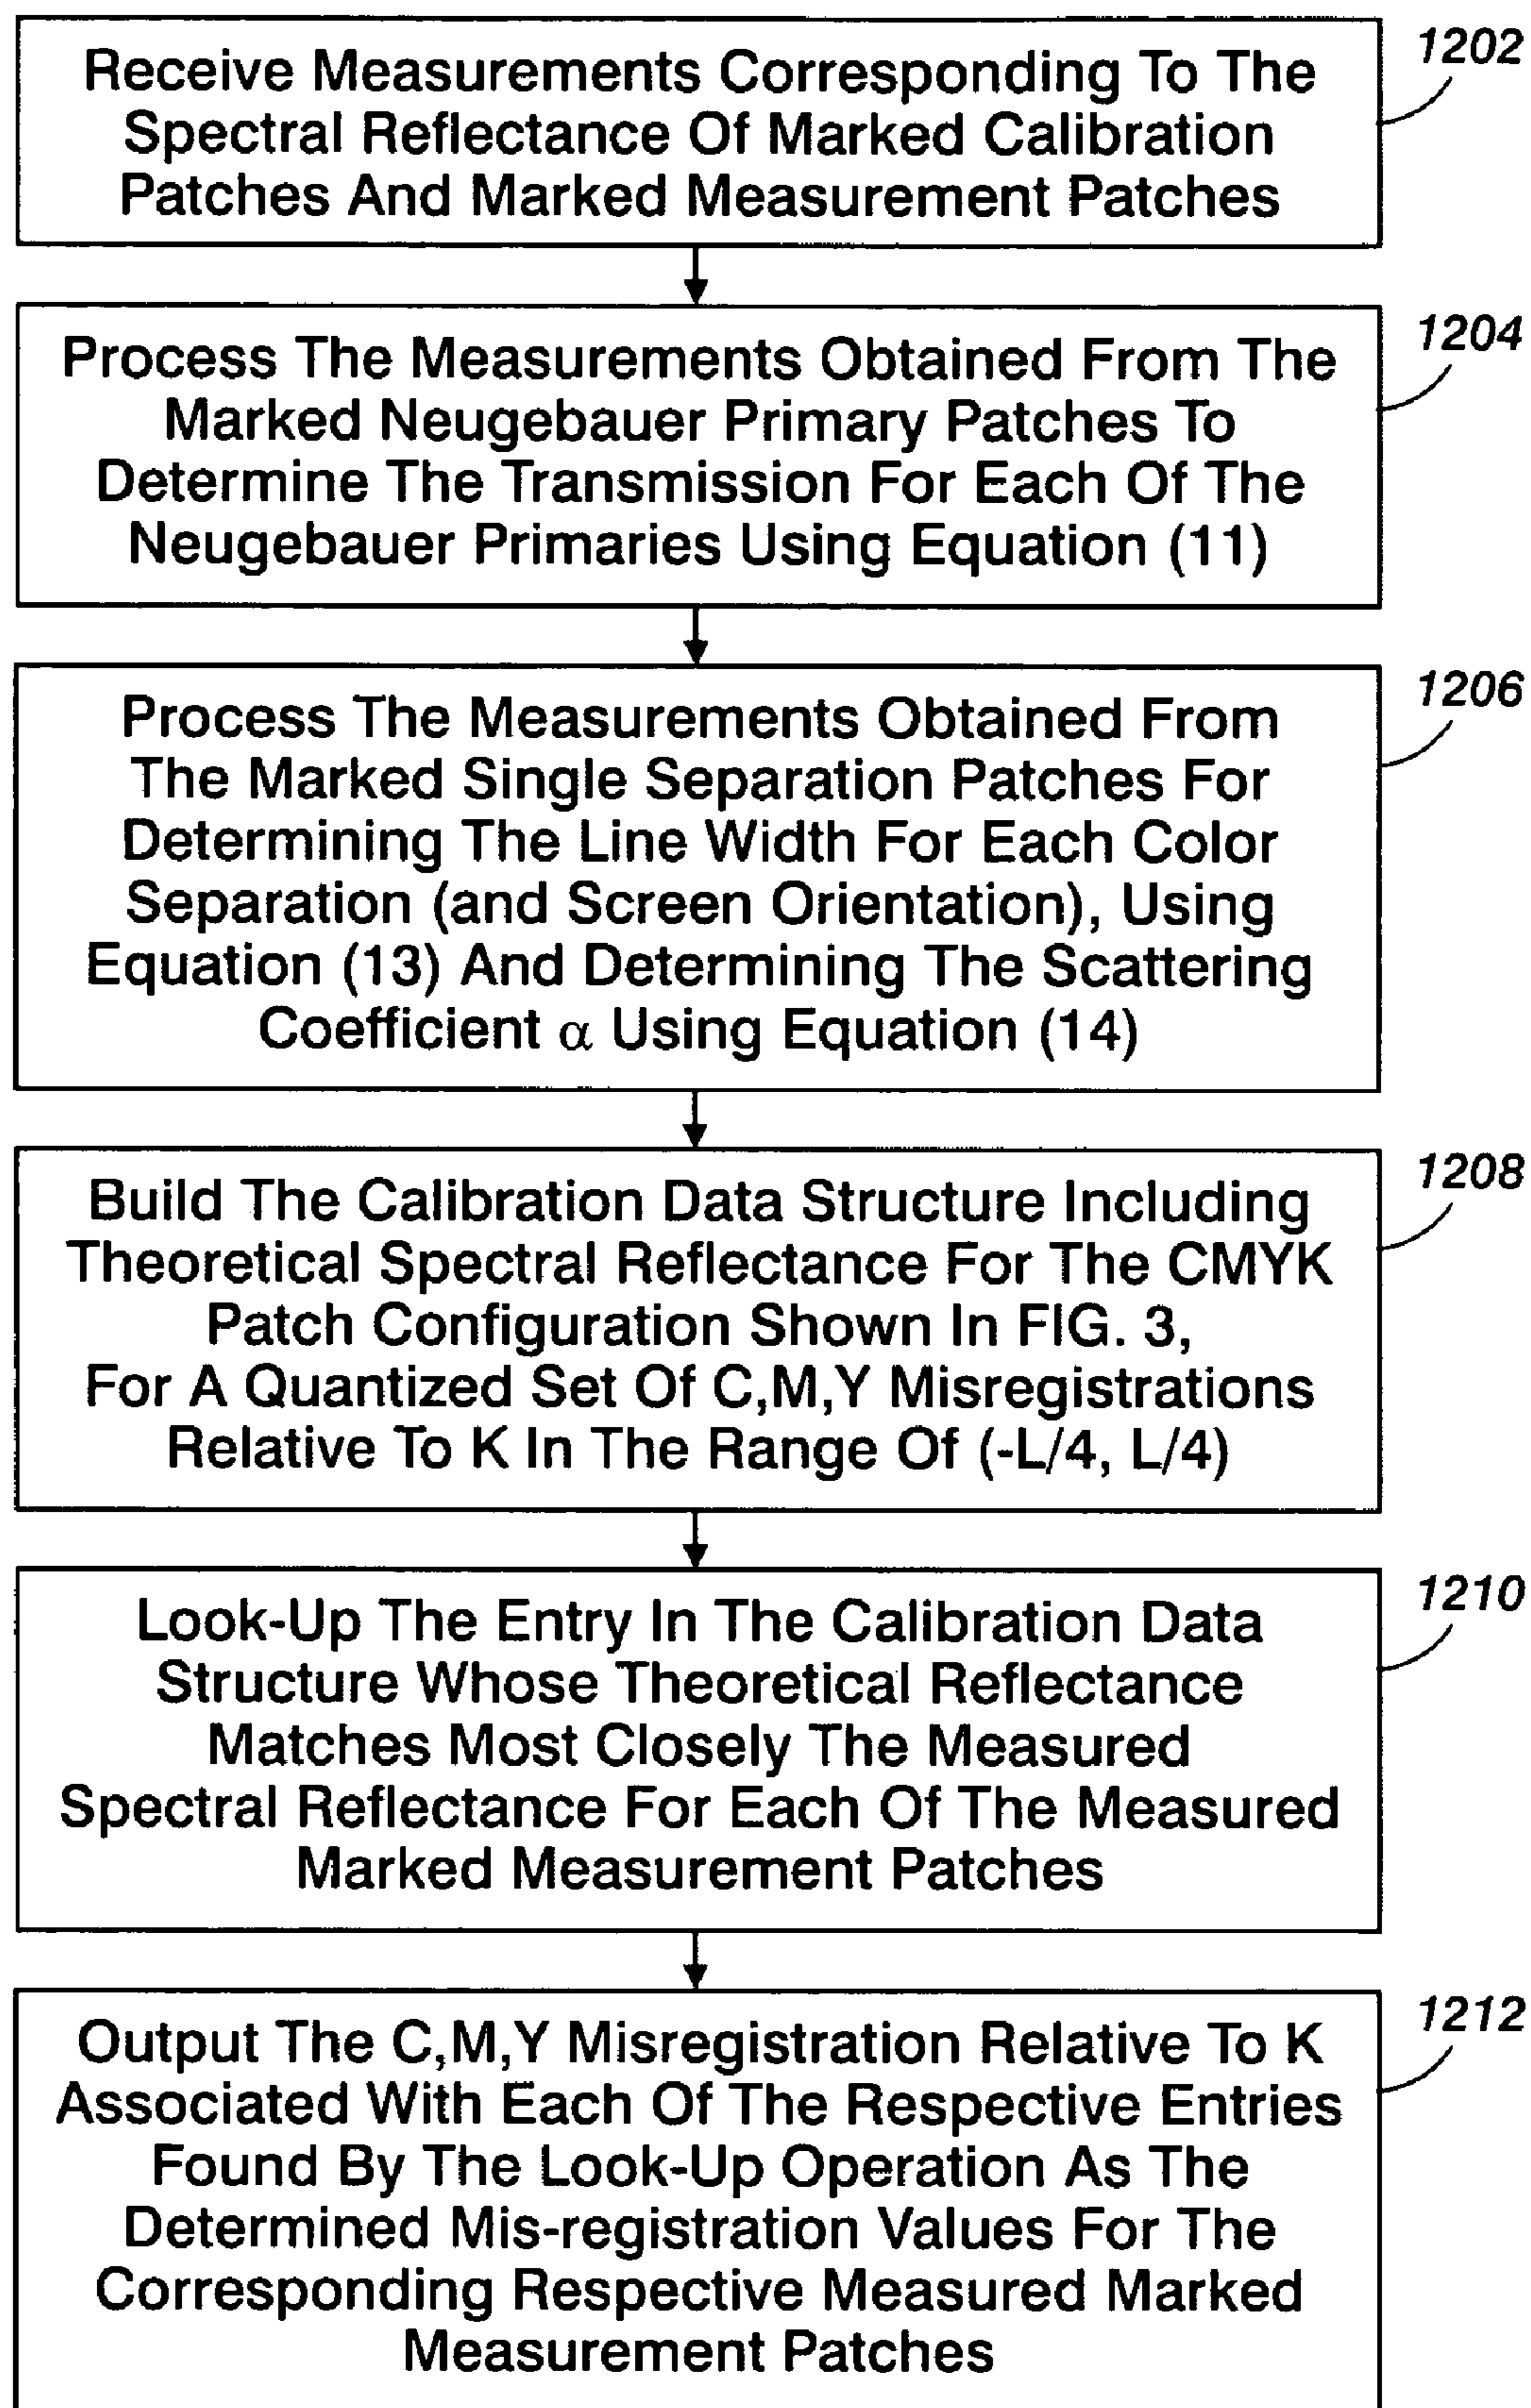 Receive Measurements Corresponding To The
Spectral Reflectance Of Marked Calibration
Patches And Marked Measurement Patches
1202
Process The Measurements Obtained From The
Marked Neugebauer Primary Patches To
Determine The Transmission For Each Of The
Neugebauer Primaries Using Equation (11)
1204
Process The Measurements Obtained From
The Marked Single Separation Patches For
Determining The Line Width For Each Color
Separation (and Screen Orientation), Using
Equation (13) And Determining The Scattering
Coefficient α Using Equation (14)
1206
Build The Calibration Data Structure Including
Theoretical Spectral Reflectance For The CMYK
Patch Configuration Shown In FIG. 3,
For A Quantized Set Of C,M,Y Misregistrations
Relative To K In The Range Of (-L/4, L/4)
1208
Look-Up The Entry In The Calibration Data
Structure Whose Theoretical Reflectance
Matches Most Closely The Measured
Spectral Reflectance For Each Of The Measured
Marked Measurement Patches
1210
Output The C,M,Y Misregistration Relative To K
Associated With Each Of The Respective Entries
Found By The Look-Up Operation As The
Determined Mis-registration Values For The
Corresponding Respective Measured Marked
Measurement Patches
1212